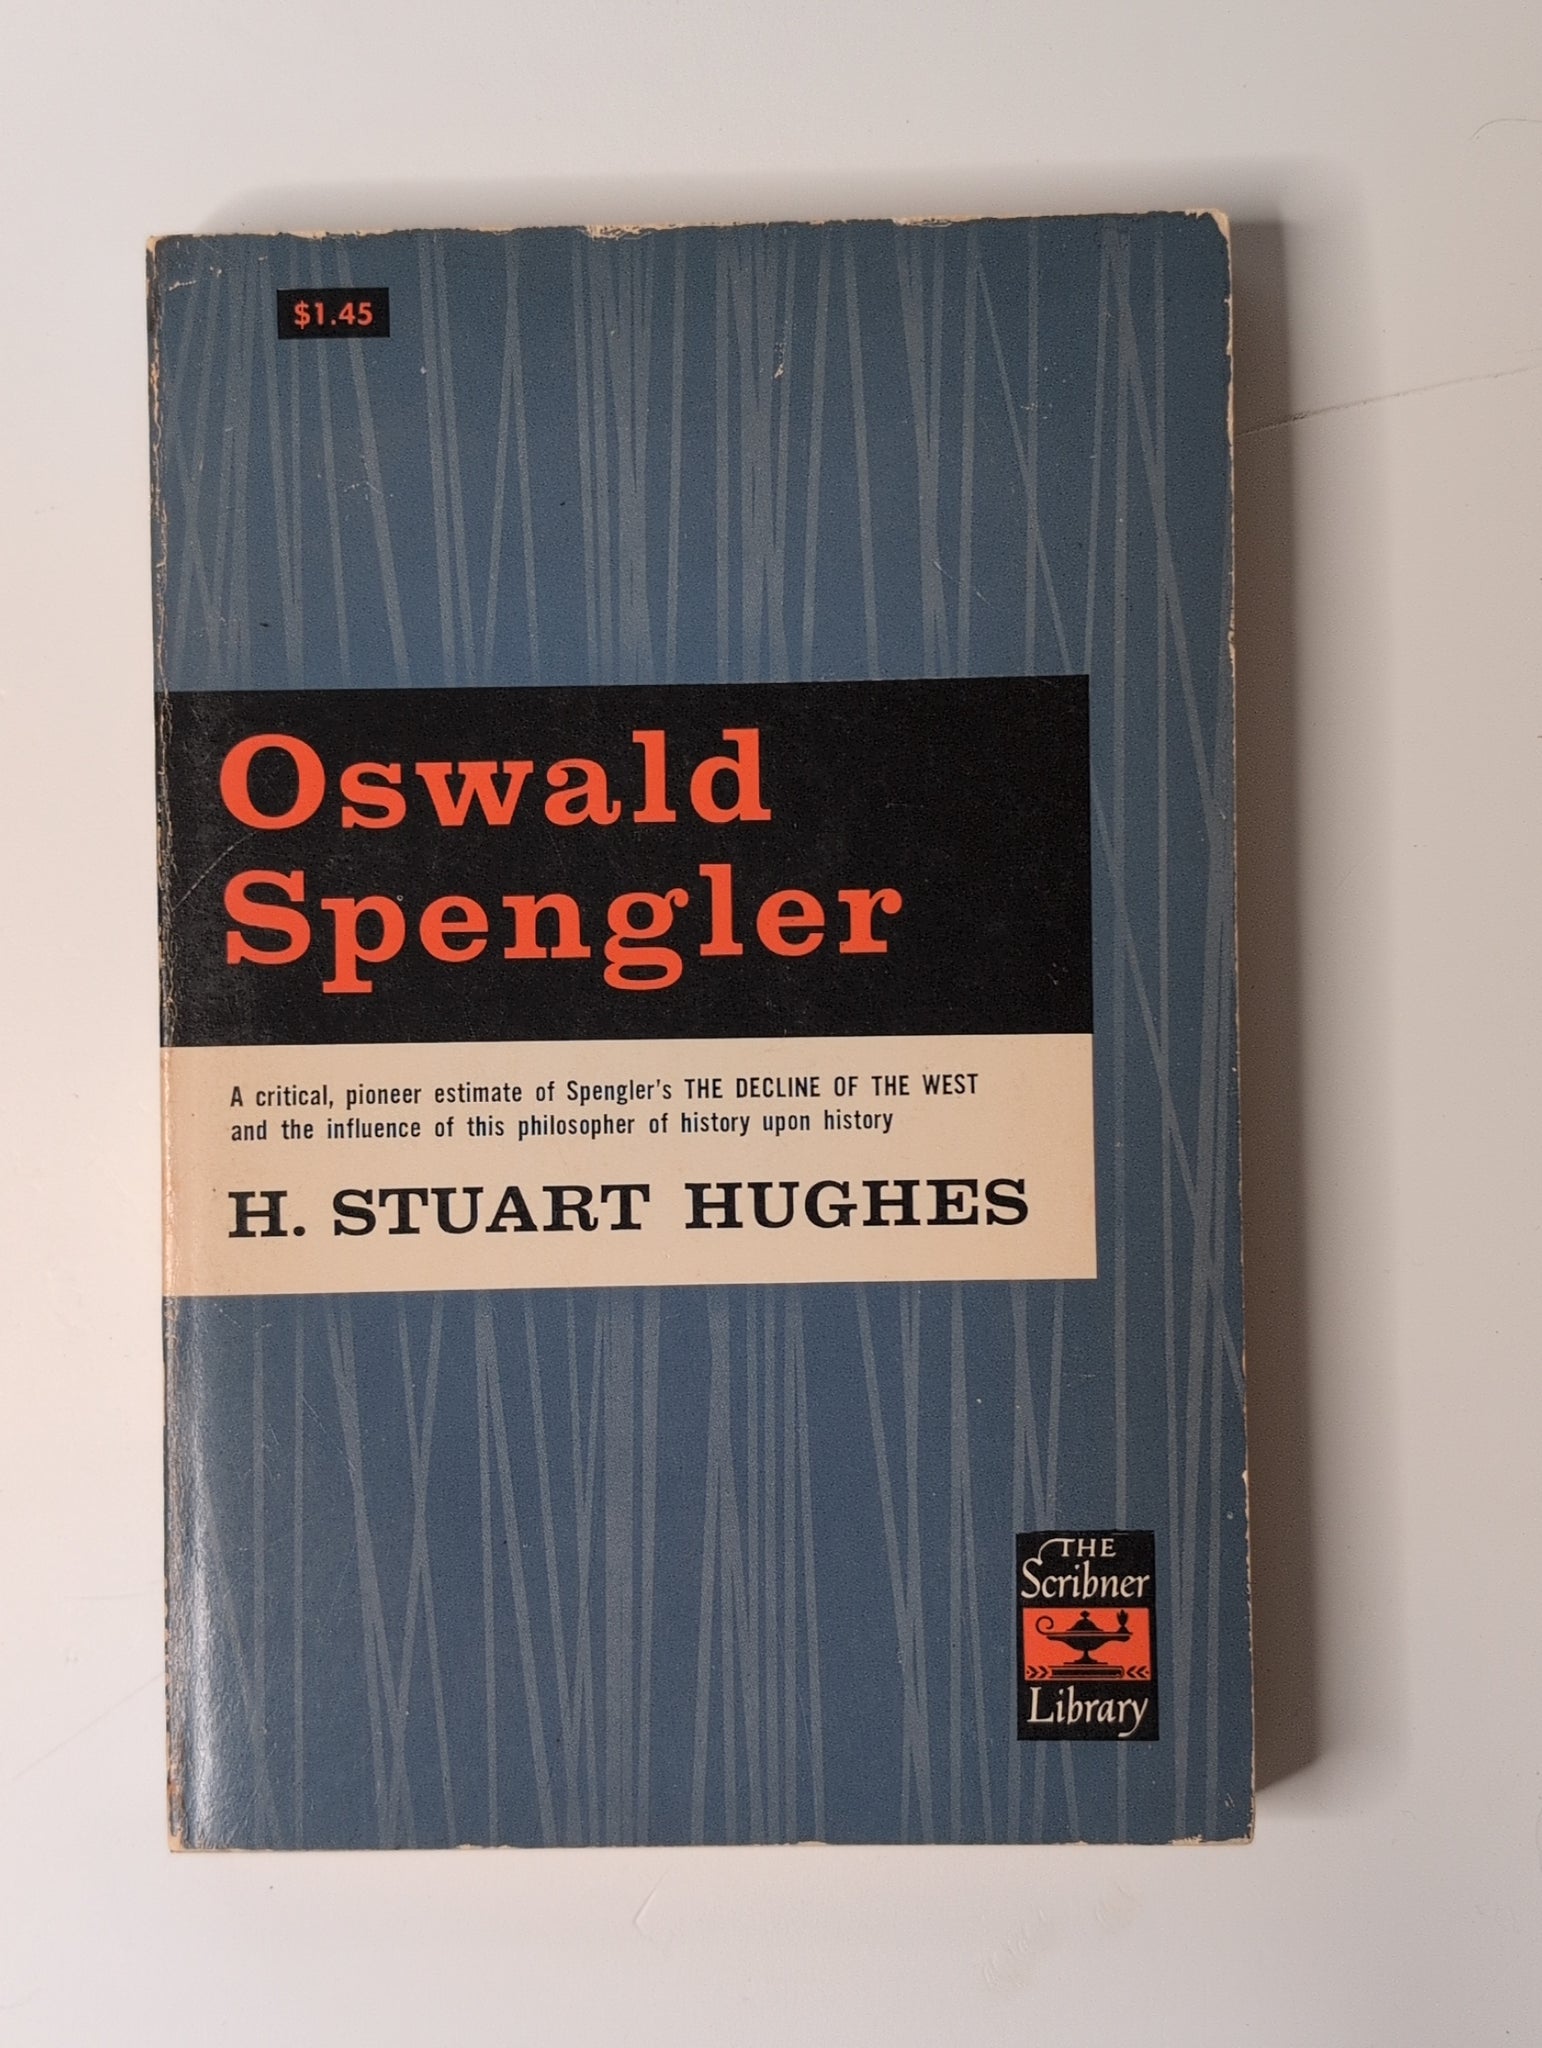 $1.45
Oswald
Spengler
A critical, pioneer estimate of Spengler's THE DECLINE OF THE WEST
and the influence of this philosopher of history upon history
H. STUART HUGHES
THE
Scribner
Library